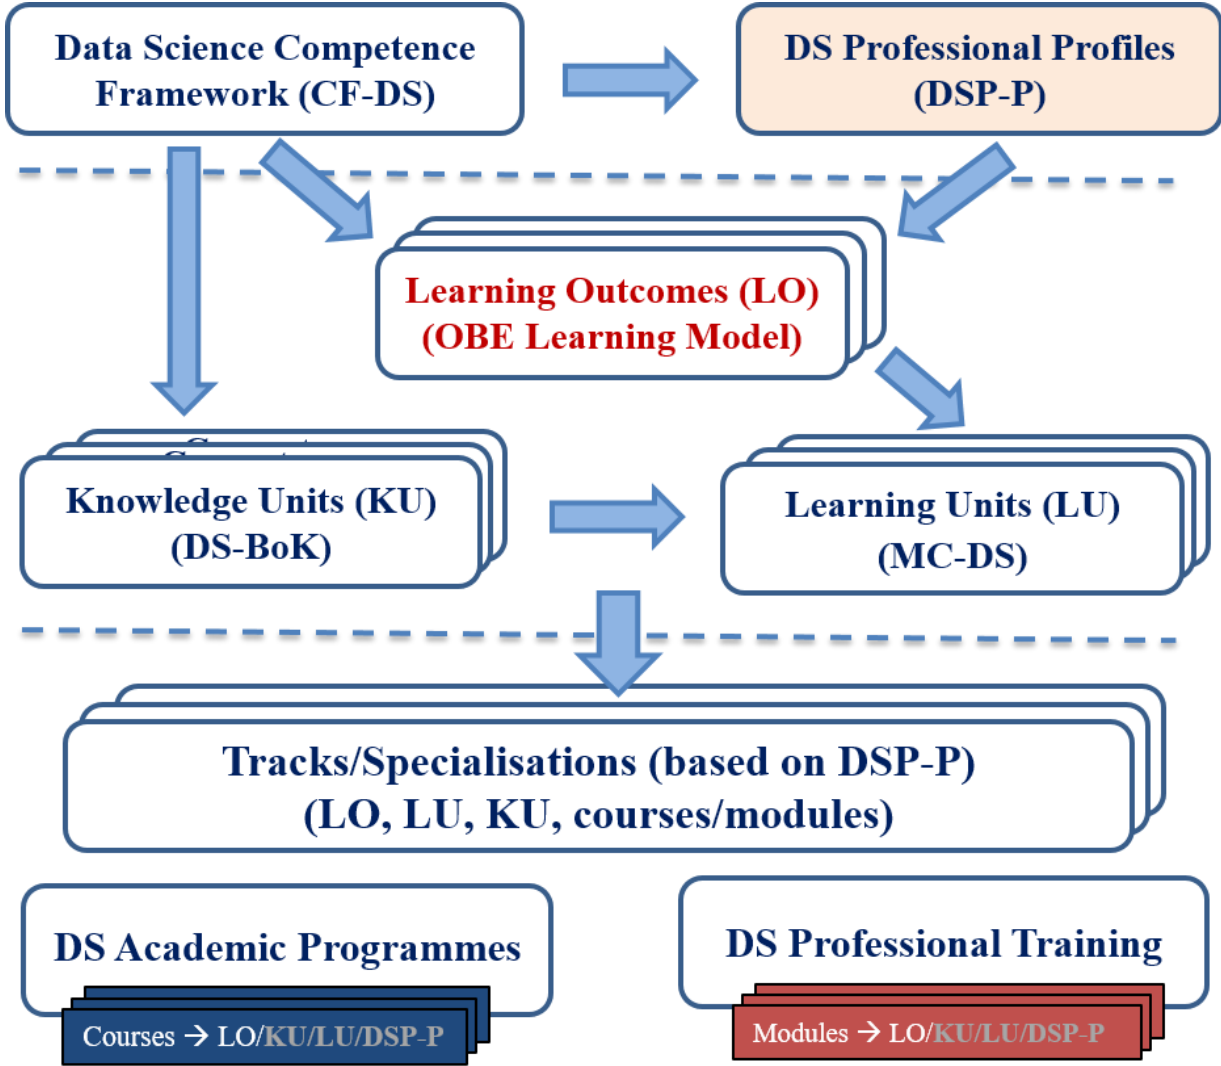 Data Science Competence
Framework (CF-DS)
DS Professional Profiles
(DSP-P)
Learning Outcomes (LO)
(OBE Learning Model)
Knowledge Units (KU)
(DS-BoK)
Learning Units (LU)
(MC-DS)
Tracks/Specialisations (based on DSP-P)
(LO, LU, KU, courses/modules)
DS Academic Programmes
Courses → LO/KU/LU/DSP-P
DS Professional Training
Modules → LO/KU/LU/DSP-P